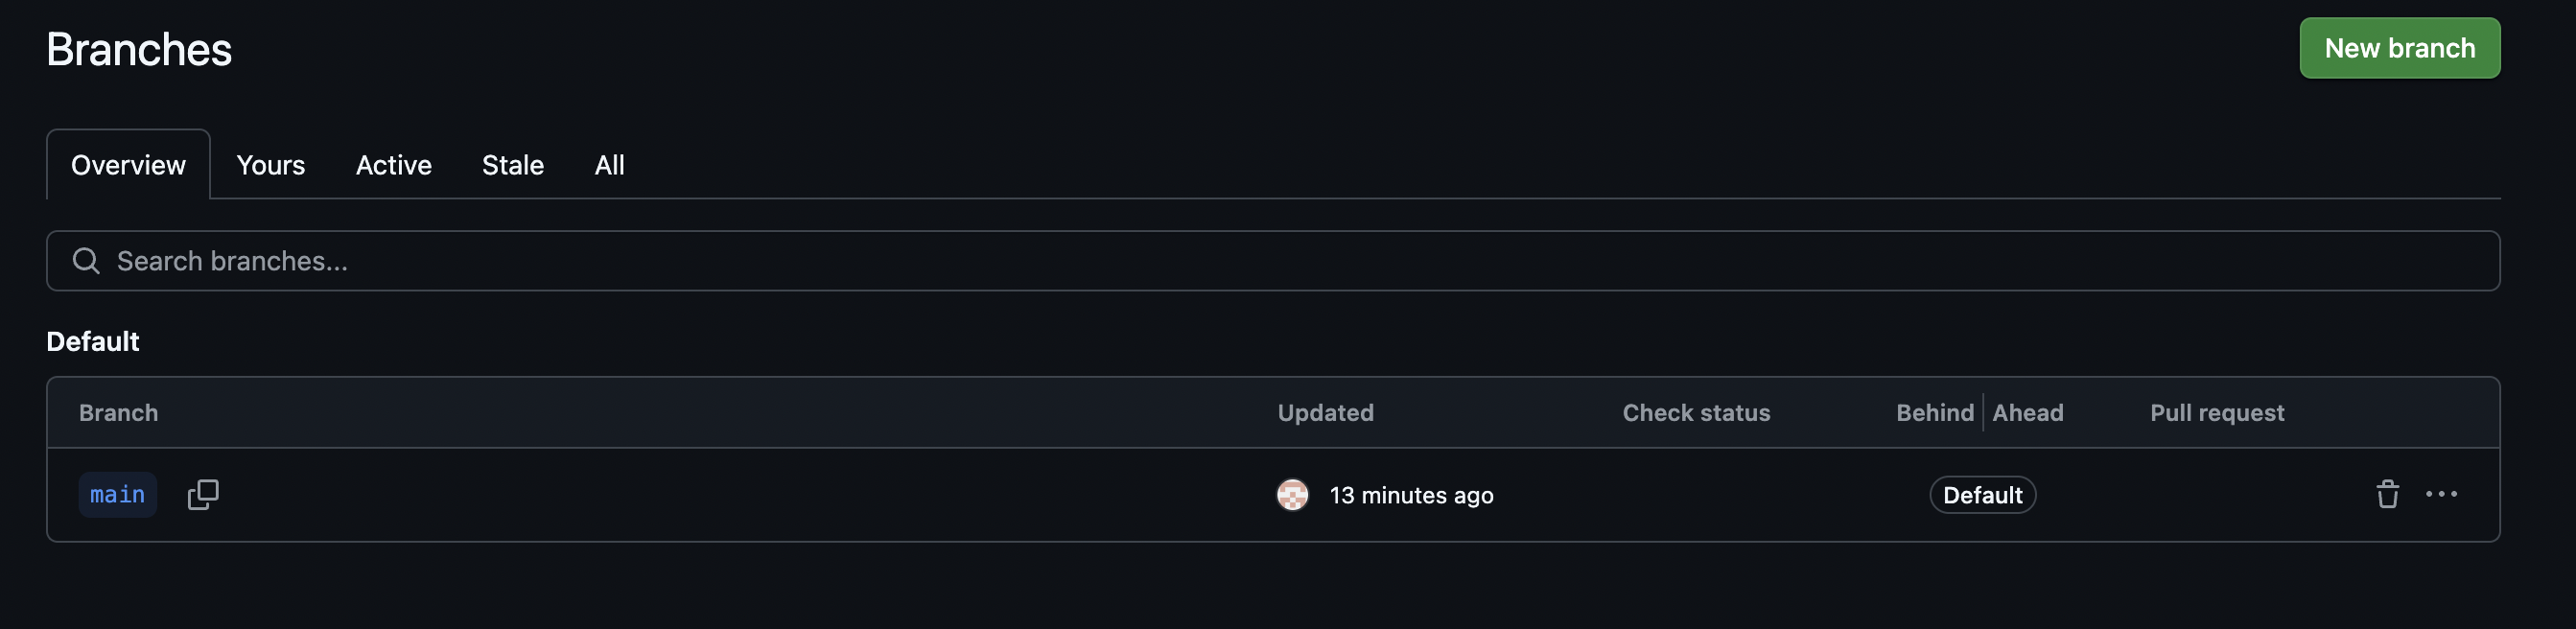 Branches
New branch
Overview Yours Active Stale All
Search branches...
Default
Branch Updated Check status Behind Ahead Pull request
main 13 minutes ago Default